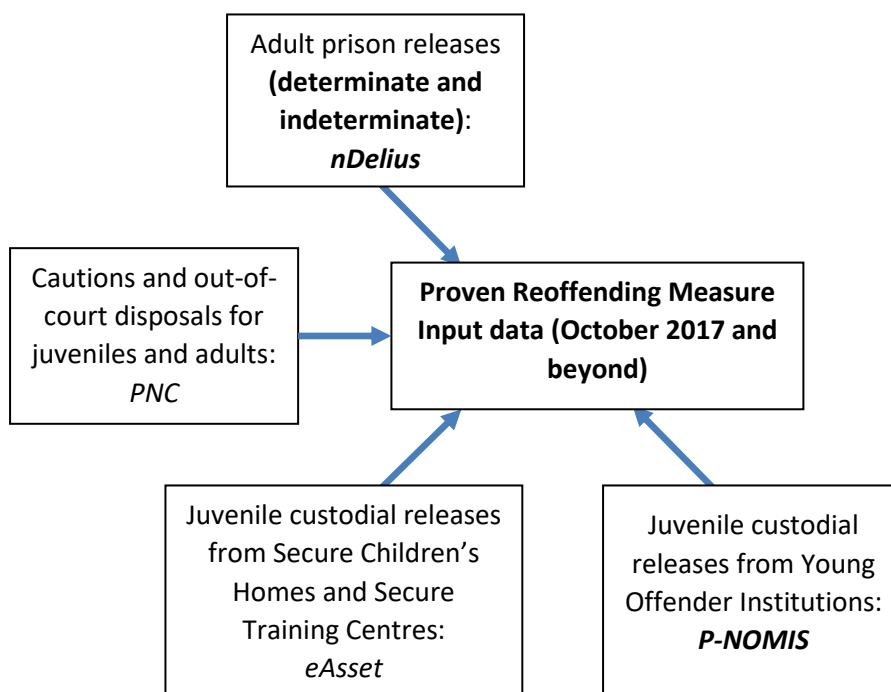 Adult prison releases
(determinate and
indeterminate):
nDelius
Cautions and out-of-
court disposals for
juveniles and adults:
PNC
Proven Reoffending Measure
Input data (October 2017 and
beyond)
Juvenile custodial releases
from Secure Children’s
Homes and Secure
Training Centres:
eAsset
Juvenile custodial
releases from Young
Offender Institutions:
P-NOMIS